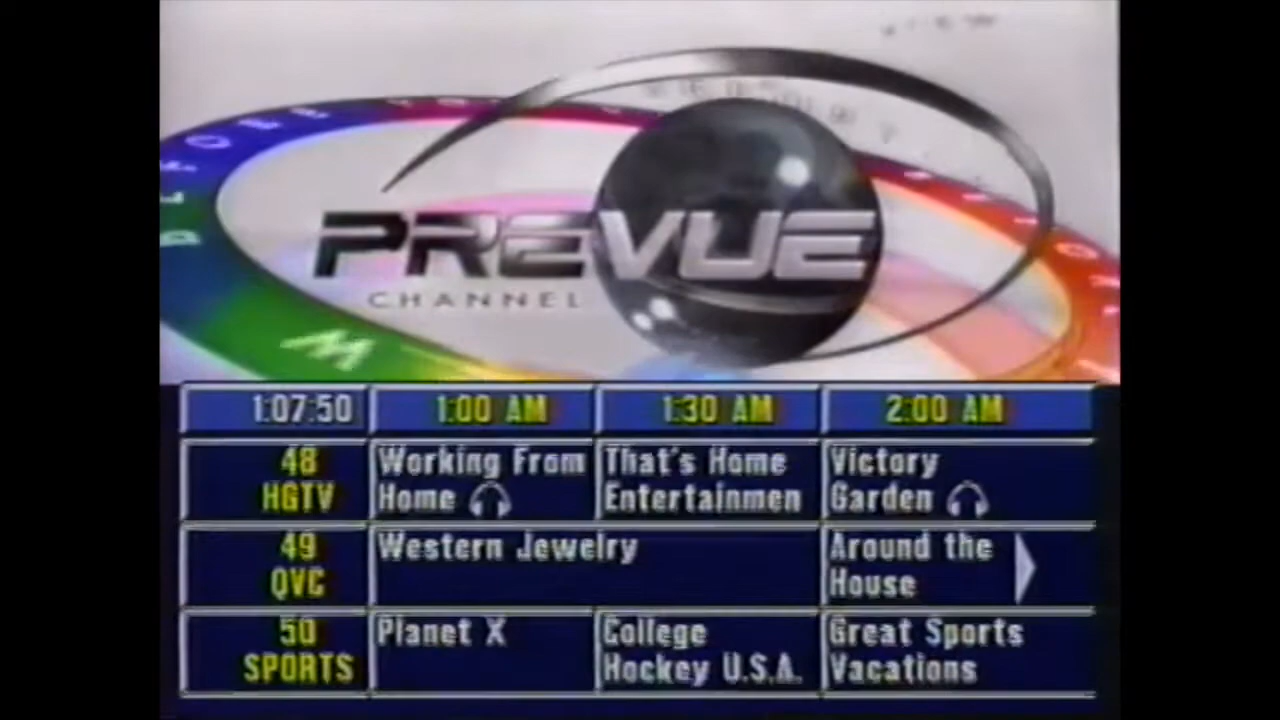 PREVUE
CHANNEL
1:07:50 1:00 AM 1:30 AM 2:00 AM
48 HGTV
Working From
Home
That's Home
Entertainmen
Victory
Garden
49 QVC
Western Jewelry
Around the
House
50 SPORTS
Planet X
College
Hockey U.S.A.
Great Sports
Vacations